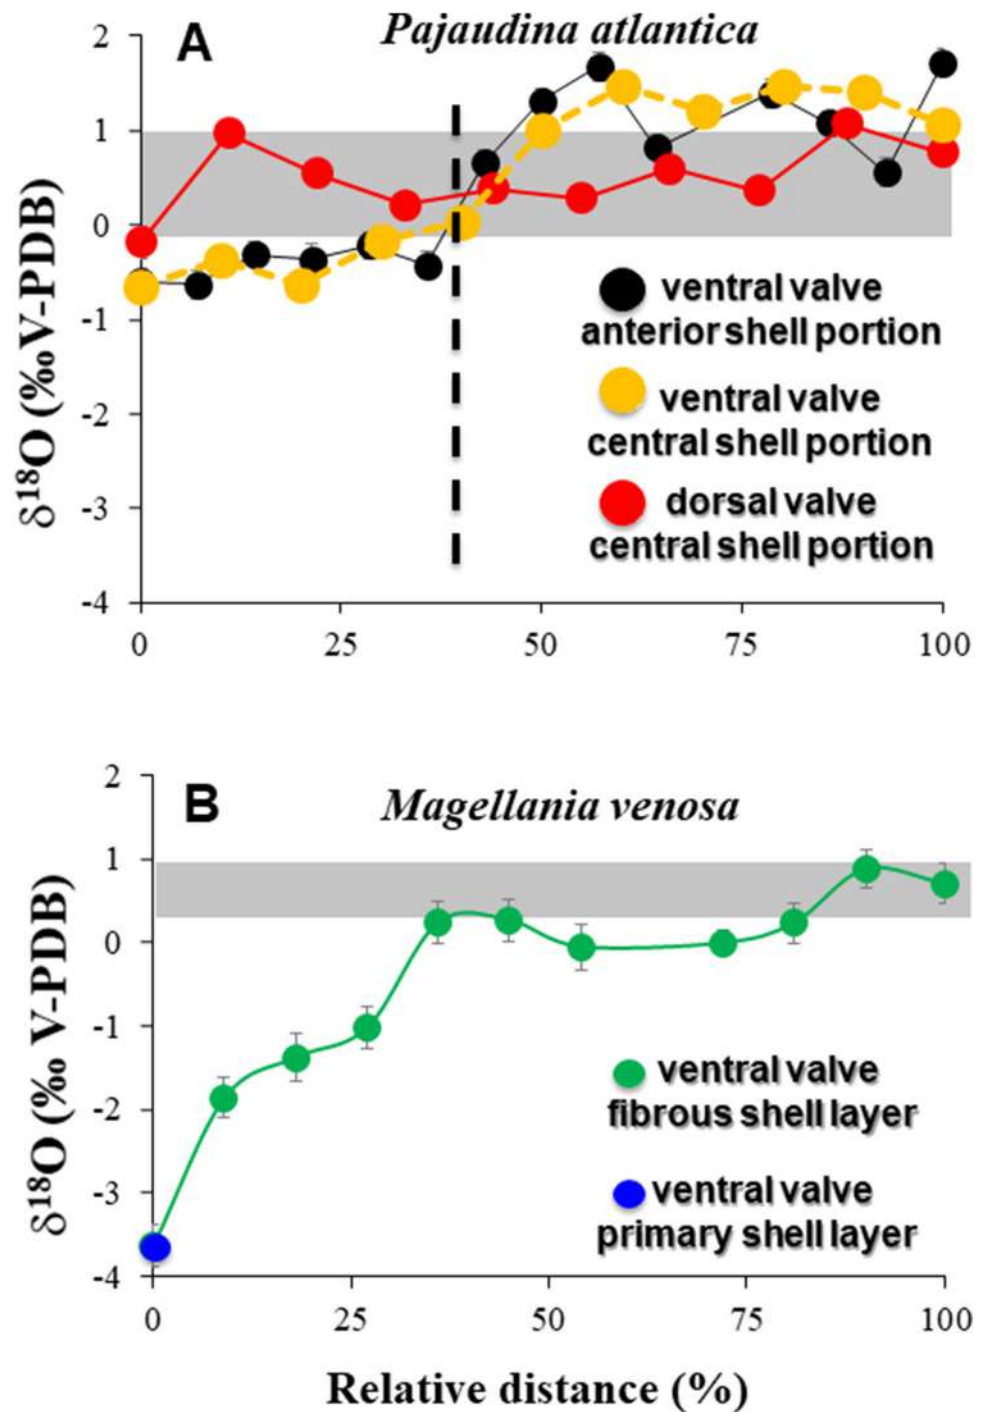 A
Pajaudina atlantica
2
1
0
-1
-2
-3
-4
δ¹⁸O (‰V-PDB)
ventral valve
anterior shell portion
ventral valve
central shell portion
dorsal valve
central shell portion
0 25 50 75 100
B
Magellania venosa
2
1
0
-1
-2
-3
-4
δ¹⁸O (‰ V-PDB)
ventral valve
fibrous shell layer
ventral valve
primary shell layer
0 25 50 75 100
Relative distance (%)